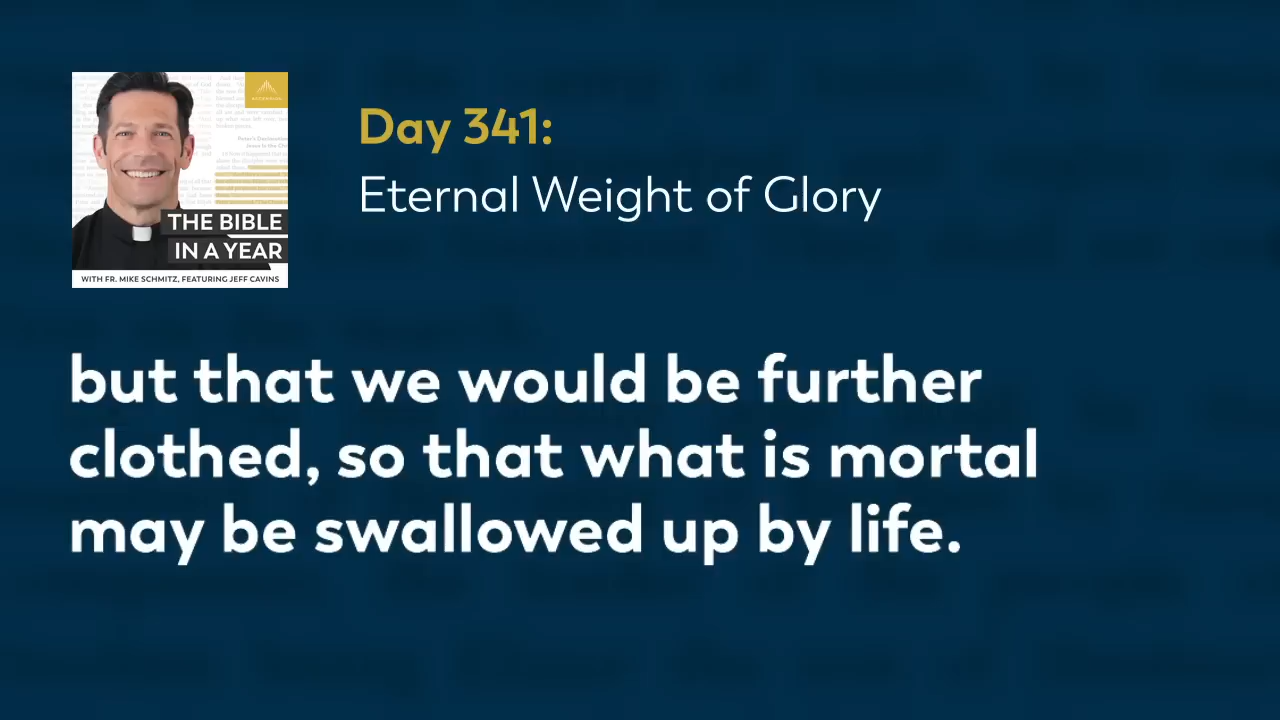 THE BIBLE
IN A YEAR
WITH FR. MIKE SCHMITZ, FEATURING JEFF CAVINS
Day 341:
Eternal Weight of Glory
but that we would be further
clothed, so that what is mortal
may be swallowed up by life.